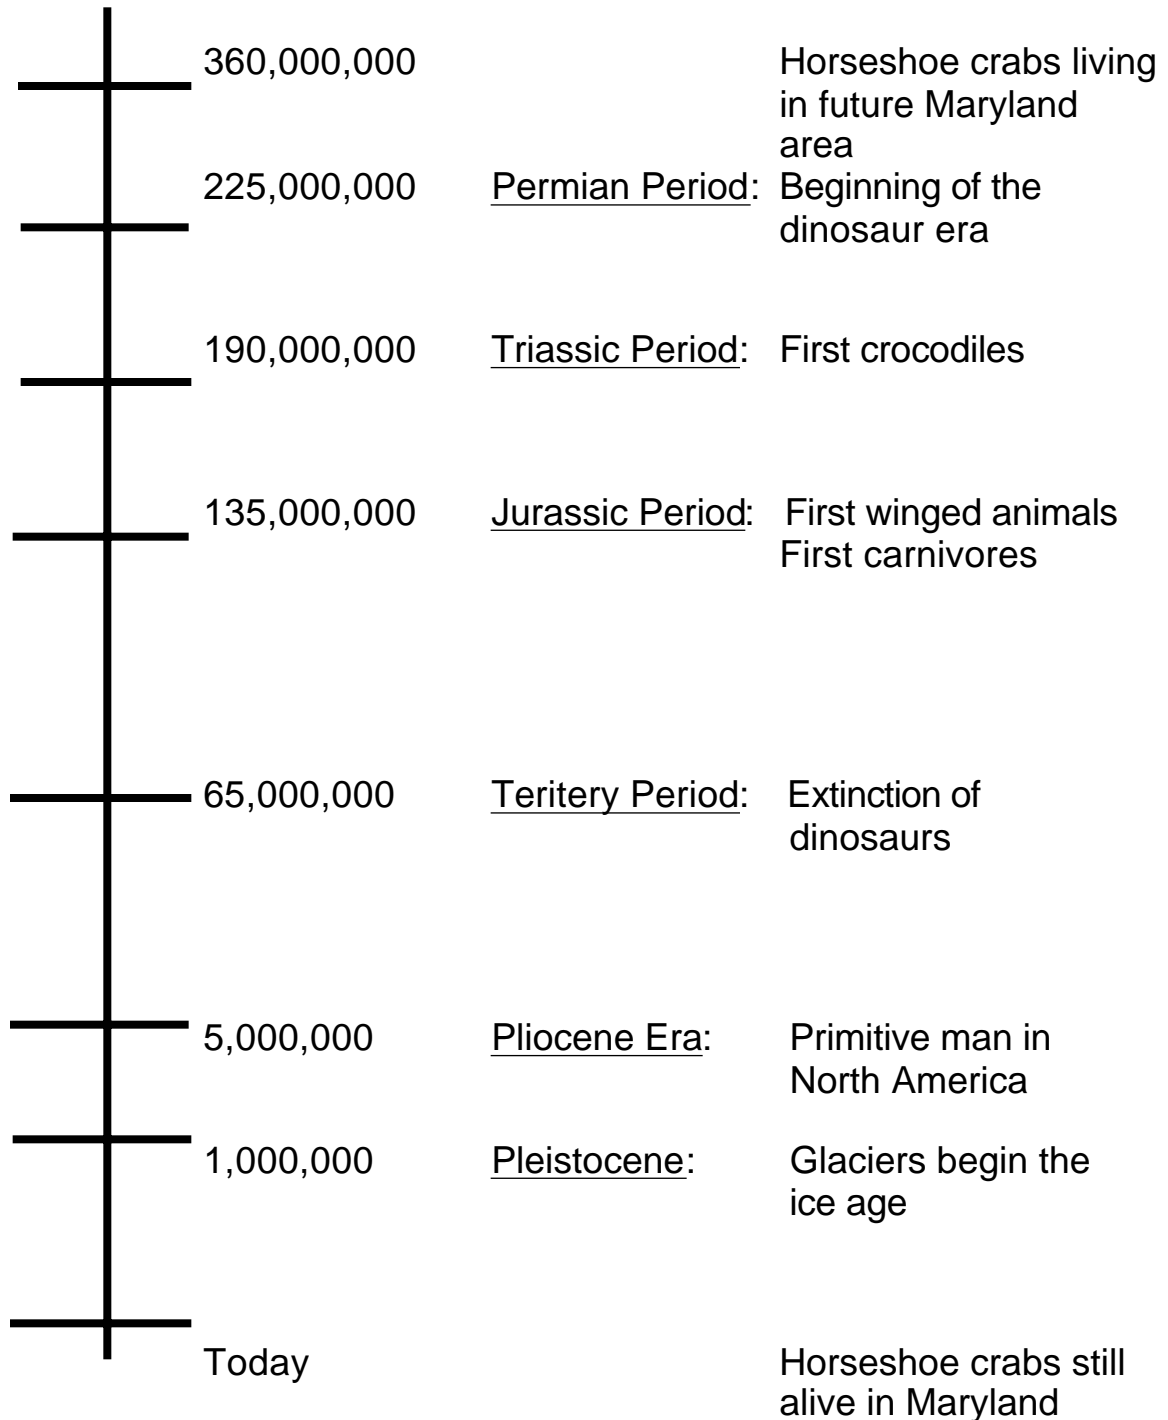 360,000,000 Horseshoe crabs living
in future Maryland
area
225,000,000 Permian Period: Beginning of the
dinosaur era
190,000,000 Triassic Period: First crocodiles
135,000,000 Jurassic Period: First winged animals
First carnivores
65,000,000 Teritery Period: Extinction of
dinosaurs
5,000,000 Pliocene Era: Primitive man in
North America
1,000,000 Pleistocene: Glaciers begin the
ice age
Today Horseshoe crabs still
alive in Maryland